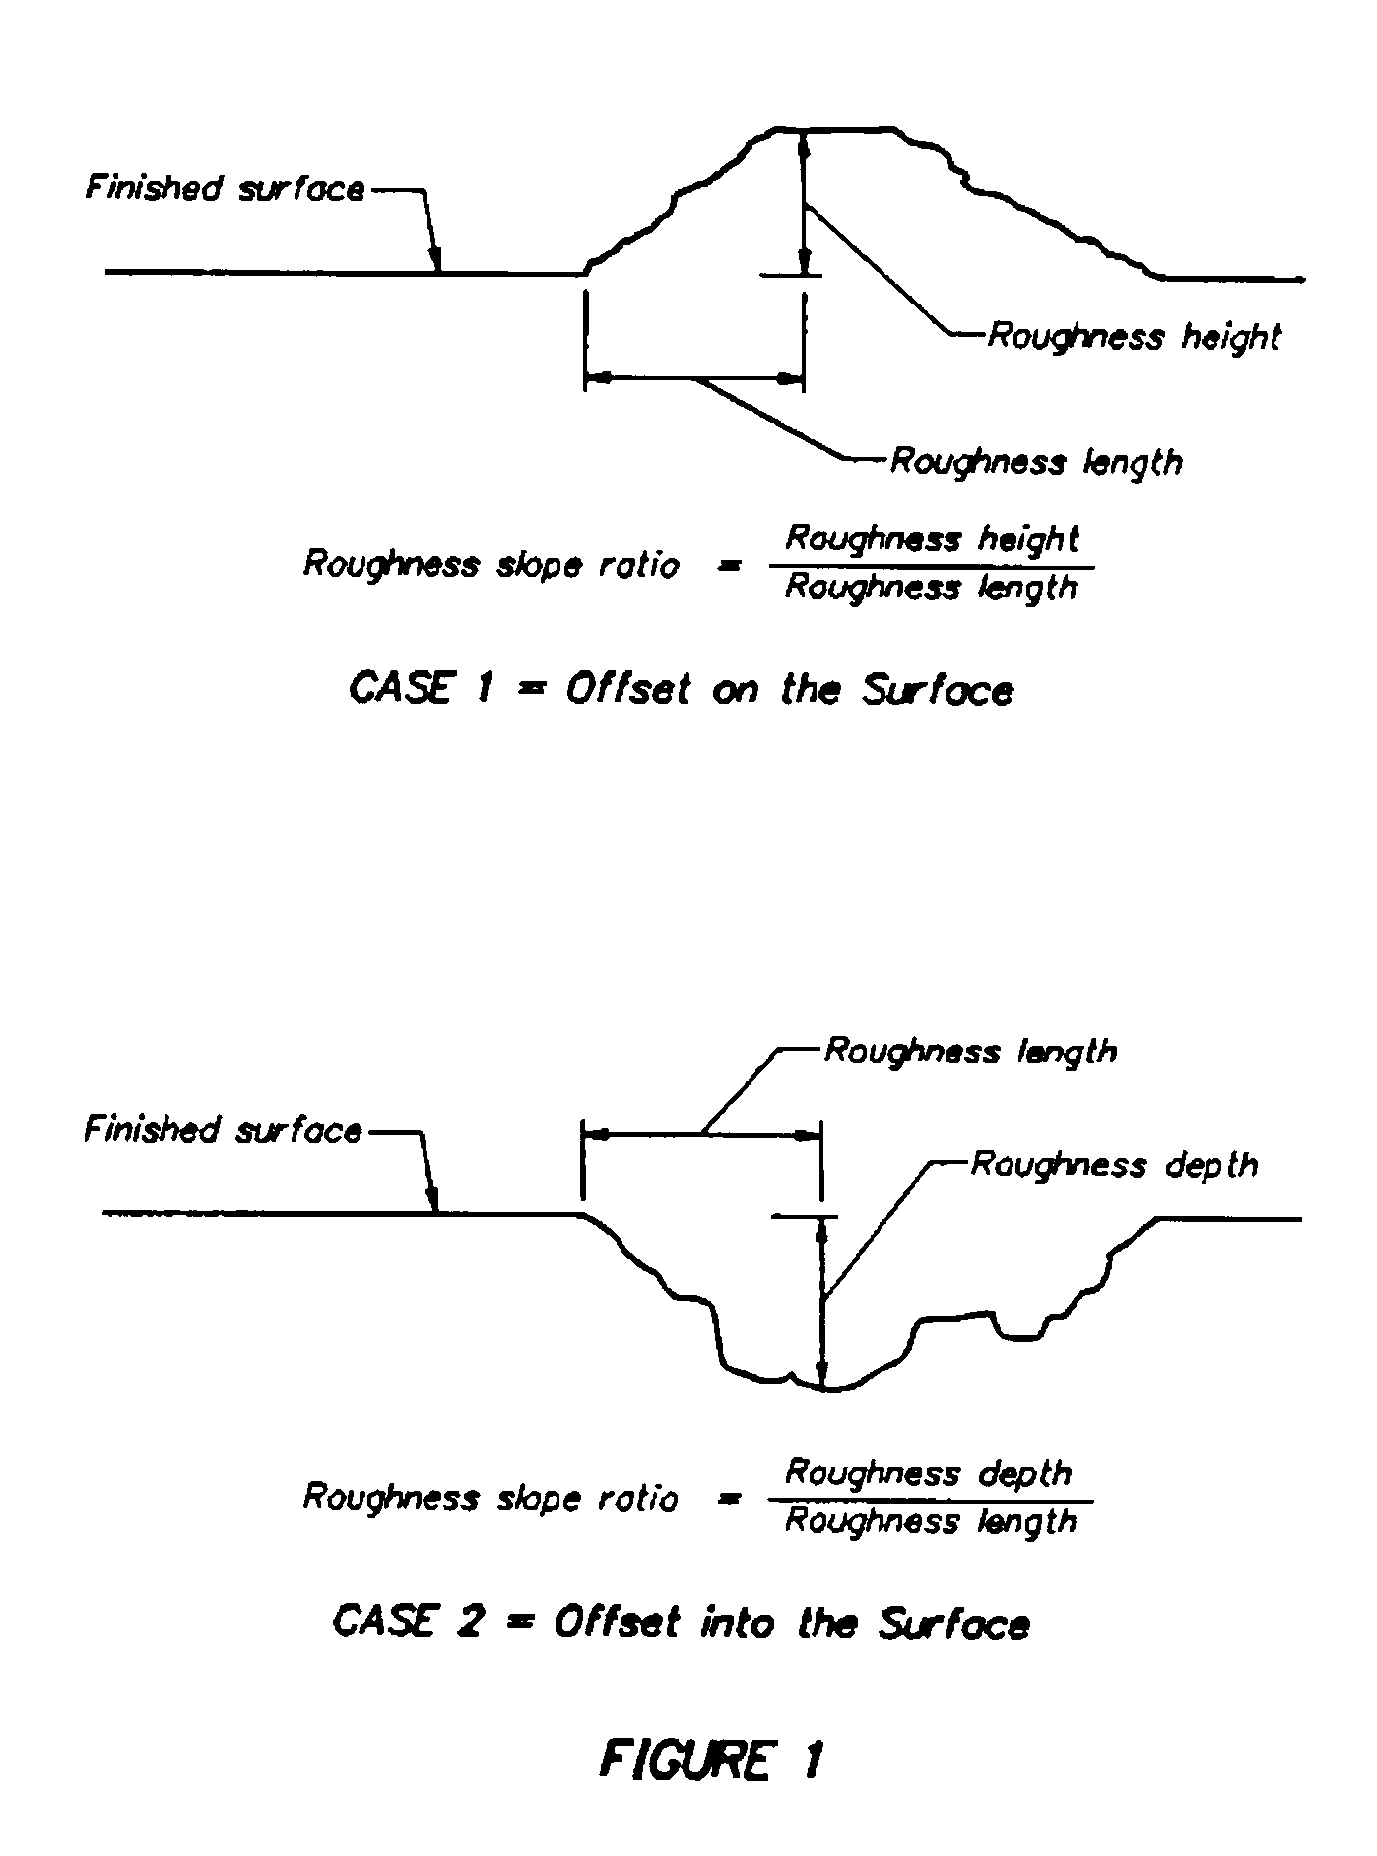 Finished surface
Roughness height
Roughness length
Roughness slope ratio = Roughness height
Roughness length
CASE 1 = Offset on the Surface
Roughness length
Finished surface
Roughness depth
Roughness slope ratio = Roughness depth
Roughness length
CASE 2 = Offset into the Surface
FIGURE 1